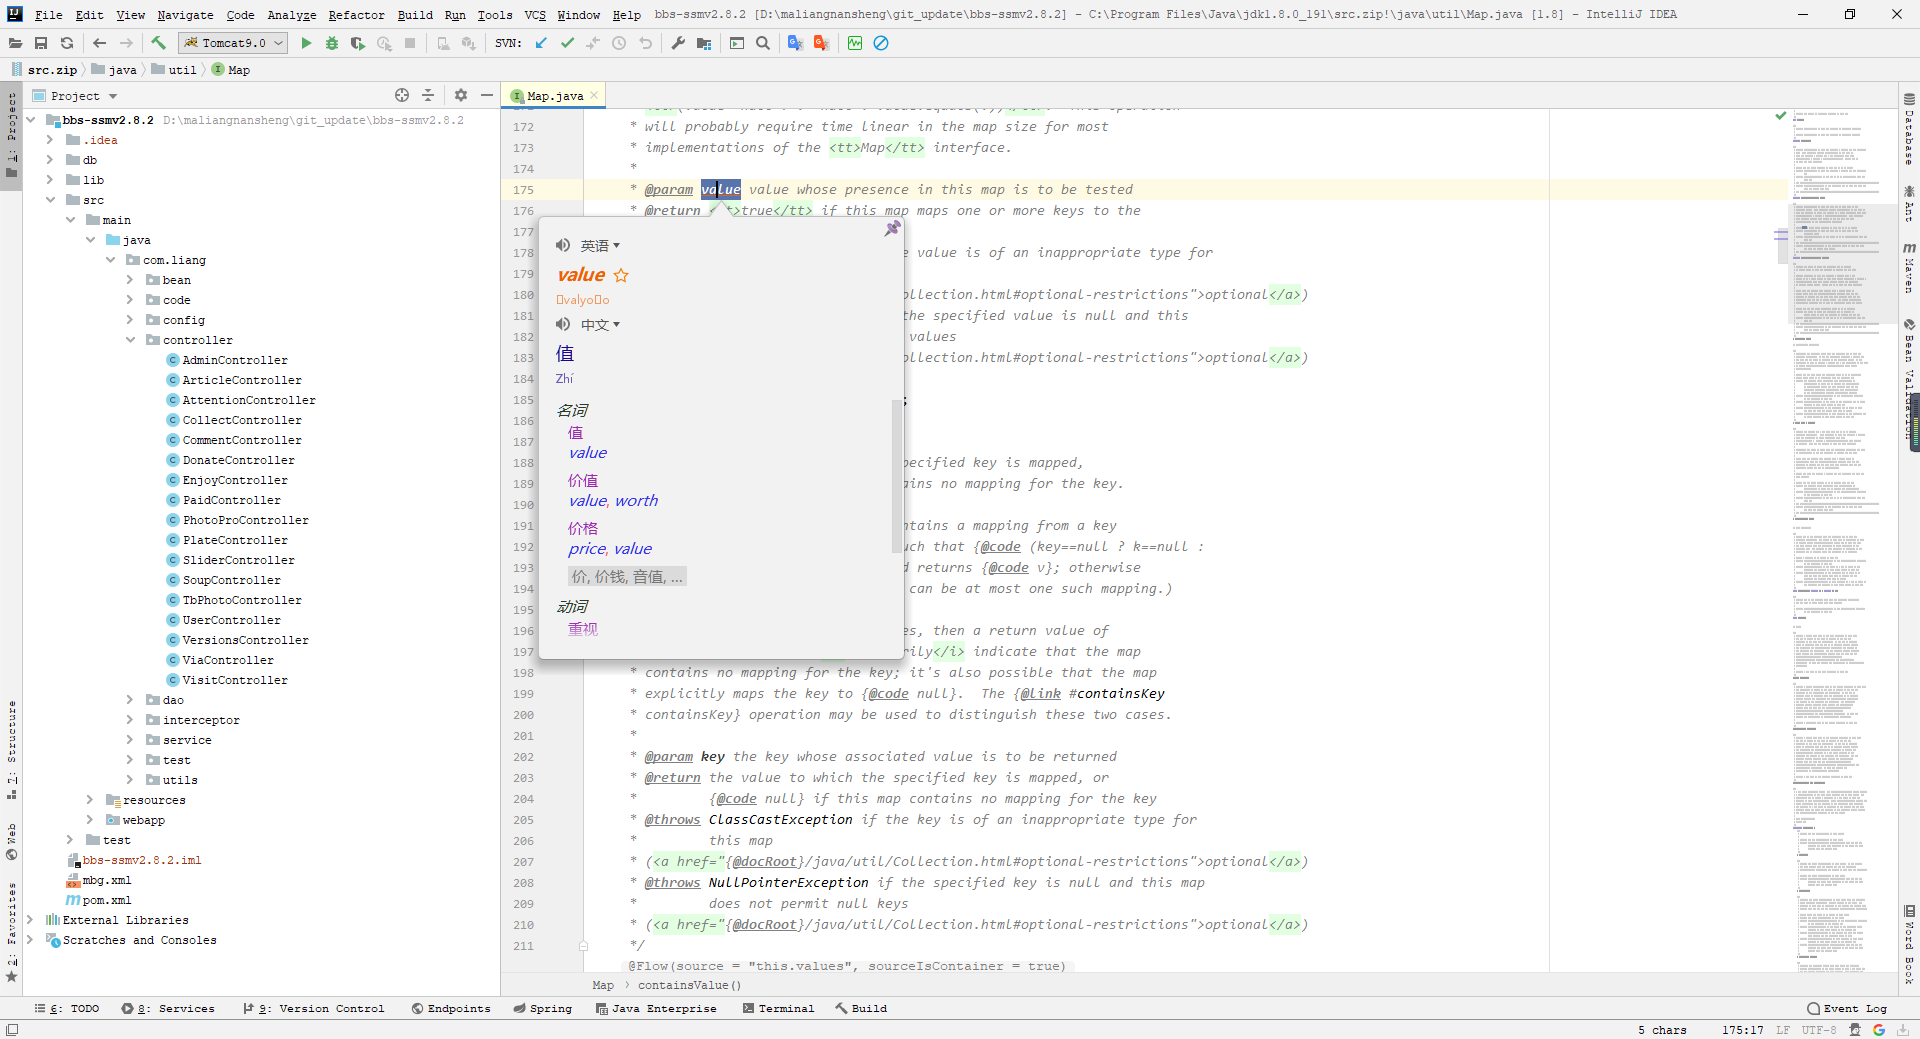 File Edit View Navigate Code Analyze Refactor Build Run Tools VCS Window Help bbs-ssmv2.8.2 [D:\maliangnansheng\git_update\bbs-ssmv2.8.2] - C:\Program Files\Java\jdk1.8.0_191\src.zip!\java\util\Map.java [1.8] - IntelliJ IDEA
Tomcat9.0 SVN:
src.zip java util Map
Project
Map.java
bbs-ssmv2.8.2 D:\maliangnansheng\git_update\bbs-ssmv2.8.2
.idea
db
lib
src
main
java
com.liang
bean
code
config
controller
AdminController
ArticleController
AttentionController
CollectController
CommentController
DonateController
EnjoyController
PaidController
PhotoProController
PlateController
SliderController
SoupController
TbPhotoController
UserController
VersionsController
ViaController
VisitController
dao
interceptor
service
test
utils
resources
webapp
test
bbs-ssmv2.8.2.iml
mbg.xml
pom.xml
External Libraries
Scratches and Consoles
1: Project
7: Structure
Web
2: Favorites
172 * will probably require time linear in the map size for most
173 * implementations of the <tt>Map</tt> interface.
174 *
175 * @param value value whose presence in this map is to be tested
176 * @return <tt>true</tt> if this map maps one or more keys to the
177
178 value is of an inappropriate type for
179
180 ollection.html#optional-restrictions">optional</a>)
181 the specified value is null and this
182 values
183 ollection.html#optional-restrictions">optional</a>)
184
185 ;
186
187
188 pecified key is mapped,
189 ains no mapping for the key.
190
191 ntains a mapping from a key
192 uch that {@code (key==null ? k==null :
193 d returns {@code v}; otherwise
194 can be at most one such mapping.)
195
196 es, then a return value of
197 rily</i> indicate that the map
198 * contains no mapping for the key; it's also possible that the map
199 * explicitly maps the key to {@code null}. The {@link #containsKey
200 * containsKey} operation may be used to distinguish these two cases.
201 *
202 * @param key the key whose associated value is to be returned
203 * @return the value to which the specified key is mapped, or
204 * {@code null} if this map contains no mapping for the key
205 * @throws ClassCastException if the key is of an inappropriate type for
206 * this map
207 * (<a href="{@docRoot}/java/util/Collection.html#optional-restrictions">optional</a>)
208 * @throws NullPointerException if the specified key is null and this map
209 * does not permit null keys
210 * (<a href="{@docRoot}/java/util/Collection.html#optional-restrictions">optional</a>)
211 */
@Flow(source = "this.values", sourceIsContainer = true)
英语
value
valyo o
中文
值
Zhí
名词
值
value
价值
value, worth
价格
price, value
价, 价钱, 音值, ...
动词
重视
Map containsValue()
Database
Ant
Maven
Bean Validation
Word Book
6: TODO 8: Services 9: Version Control Endpoints Spring Java Enterprise Terminal Build Event Log
5 chars 175:17 LF UTF-8